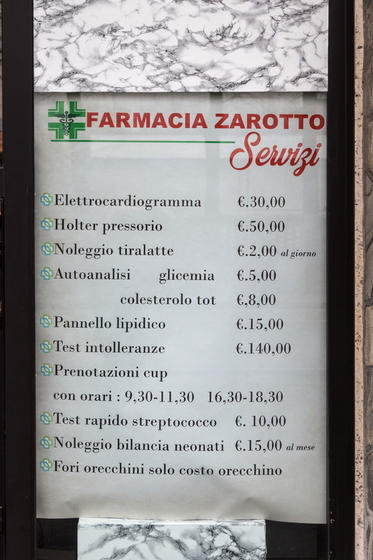 FARMACIA ZAROTTO
Servizi
Elettrocardiogramma €.30,00
Holter pressorio €.50,00
Noleggio tiralatte €.2,00 al giorno
Autoanalisi glicemia €.5,00
colesterolo tot €.8,00
Pannello lipidico €.15,00
Test intolleranze €.140,00
Prenotazioni cup
con orari : 9,30-11,30 16,30-18,30
Test rapido streptococco €. 10,00
Noleggio bilancia neonati €.15,00 al mese
Fori orecchini solo costo orecchino